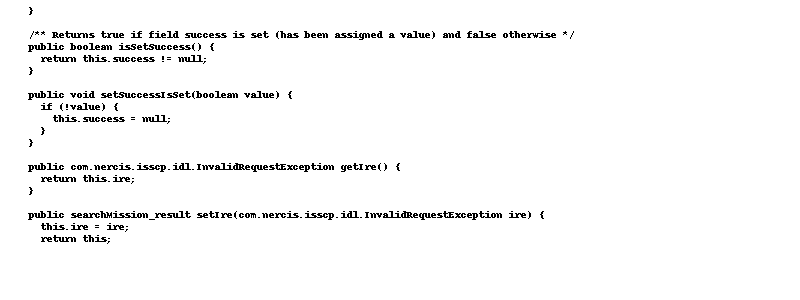 }
/** Returns true if field success is set (has been assigned a value) and false otherwise */
public boolean isSetSuccess() {
return this.success != null;
}
public void setSuccessIsSet(boolean value) {
if (!value) {
this.success = null;
}
}
public com.nercis.isscp.idl.InvalidRequestException getIre() {
return this.ire;
}
public searchMission_result setIre(com.nercis.isscp.idl.InvalidRequestException ire) {
this.ire = ire;
return this;